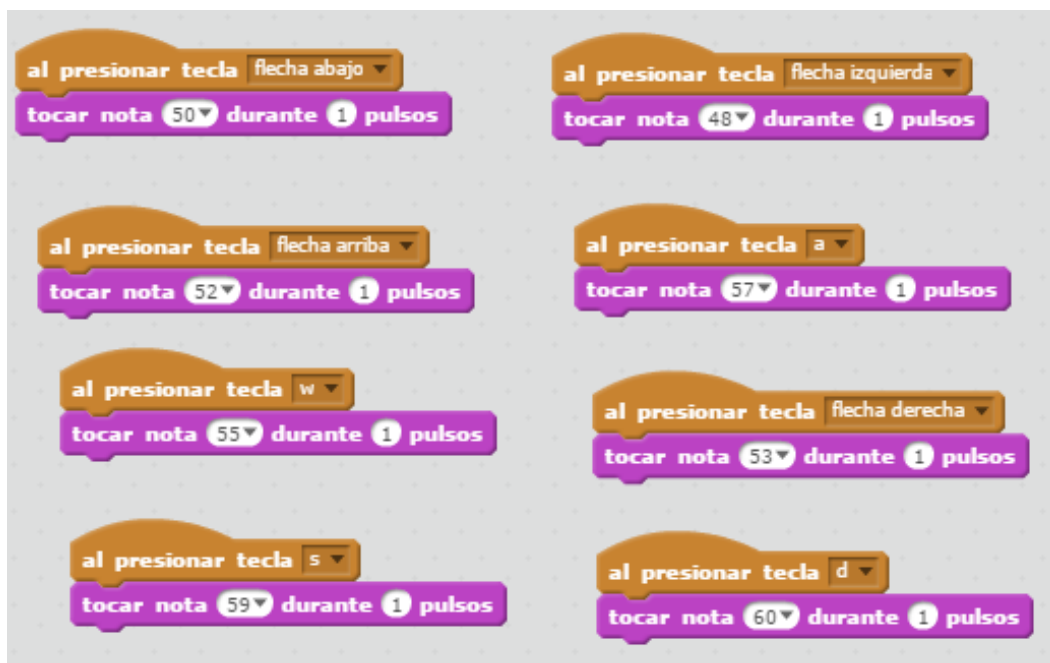 al presionar tecla flecha abajo
tocar nota 50 durante 1 pulsos
al presionar tecla flecha izquierda
tocar nota 48 durante 1 pulsos
al presionar tecla flecha arriba
tocar nota 52 durante 1 pulsos
al presionar tecla a
tocar nota 57 durante 1 pulsos
al presionar tecla w
tocar nota 55 durante 1 pulsos
al presionar tecla flecha derecha
tocar nota 53 durante 1 pulsos
al presionar tecla s
tocar nota 59 durante 1 pulsos
al presionar tecla d
tocar nota 60 durante 1 pulsos